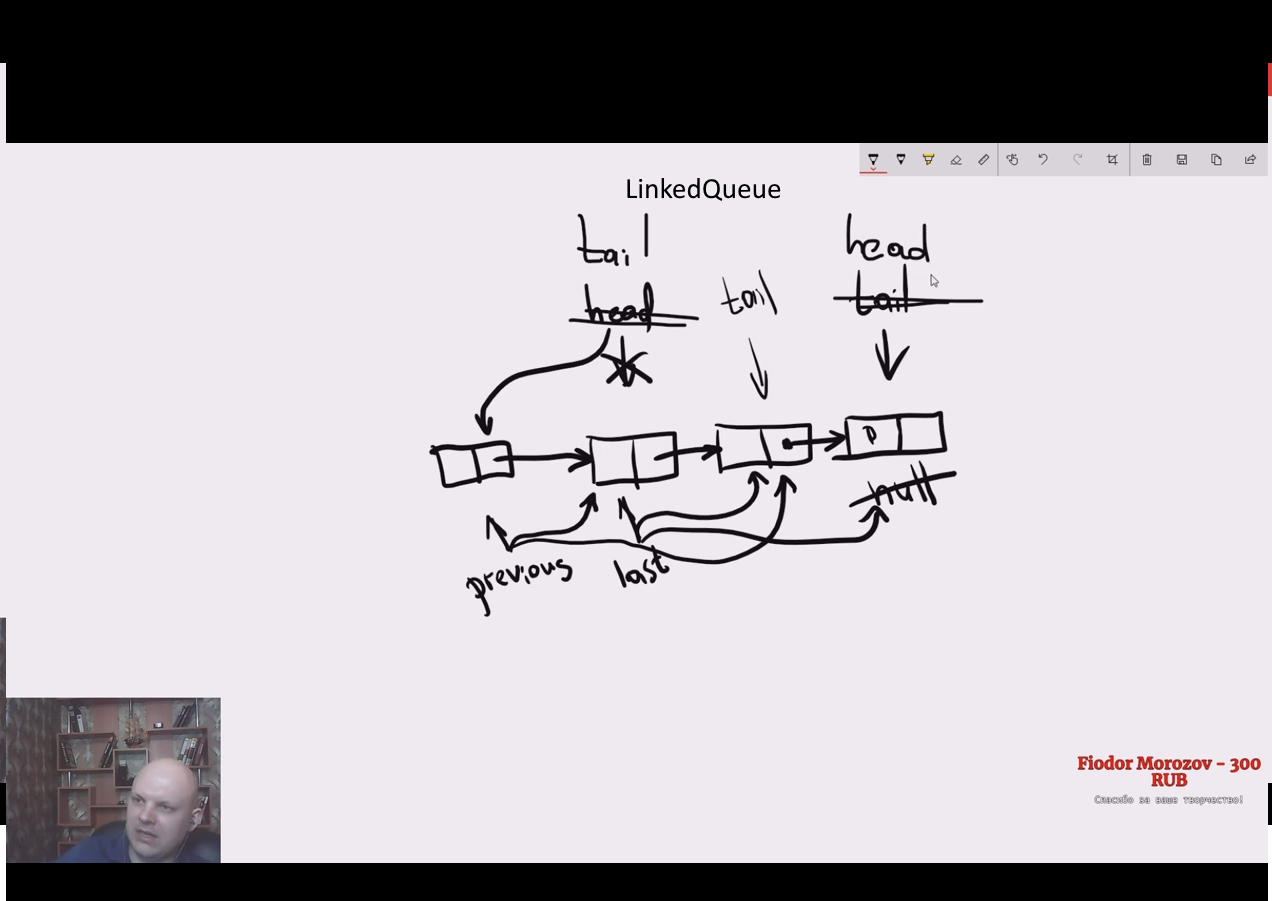 LinkedQueue
tail
head
head
tail
tail
D
null
previous
last
Fiodor Morozov - 300
RUB
Спасибо за ваше творчество!